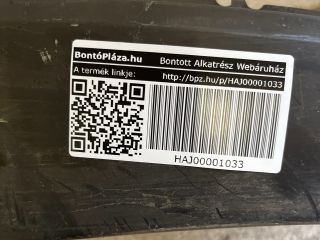 BontóPláza.hu Bontott Alkatrész Webáruház
A termék linkje: http://bpz.hu/p/HAJ00001033
HAJ00001033